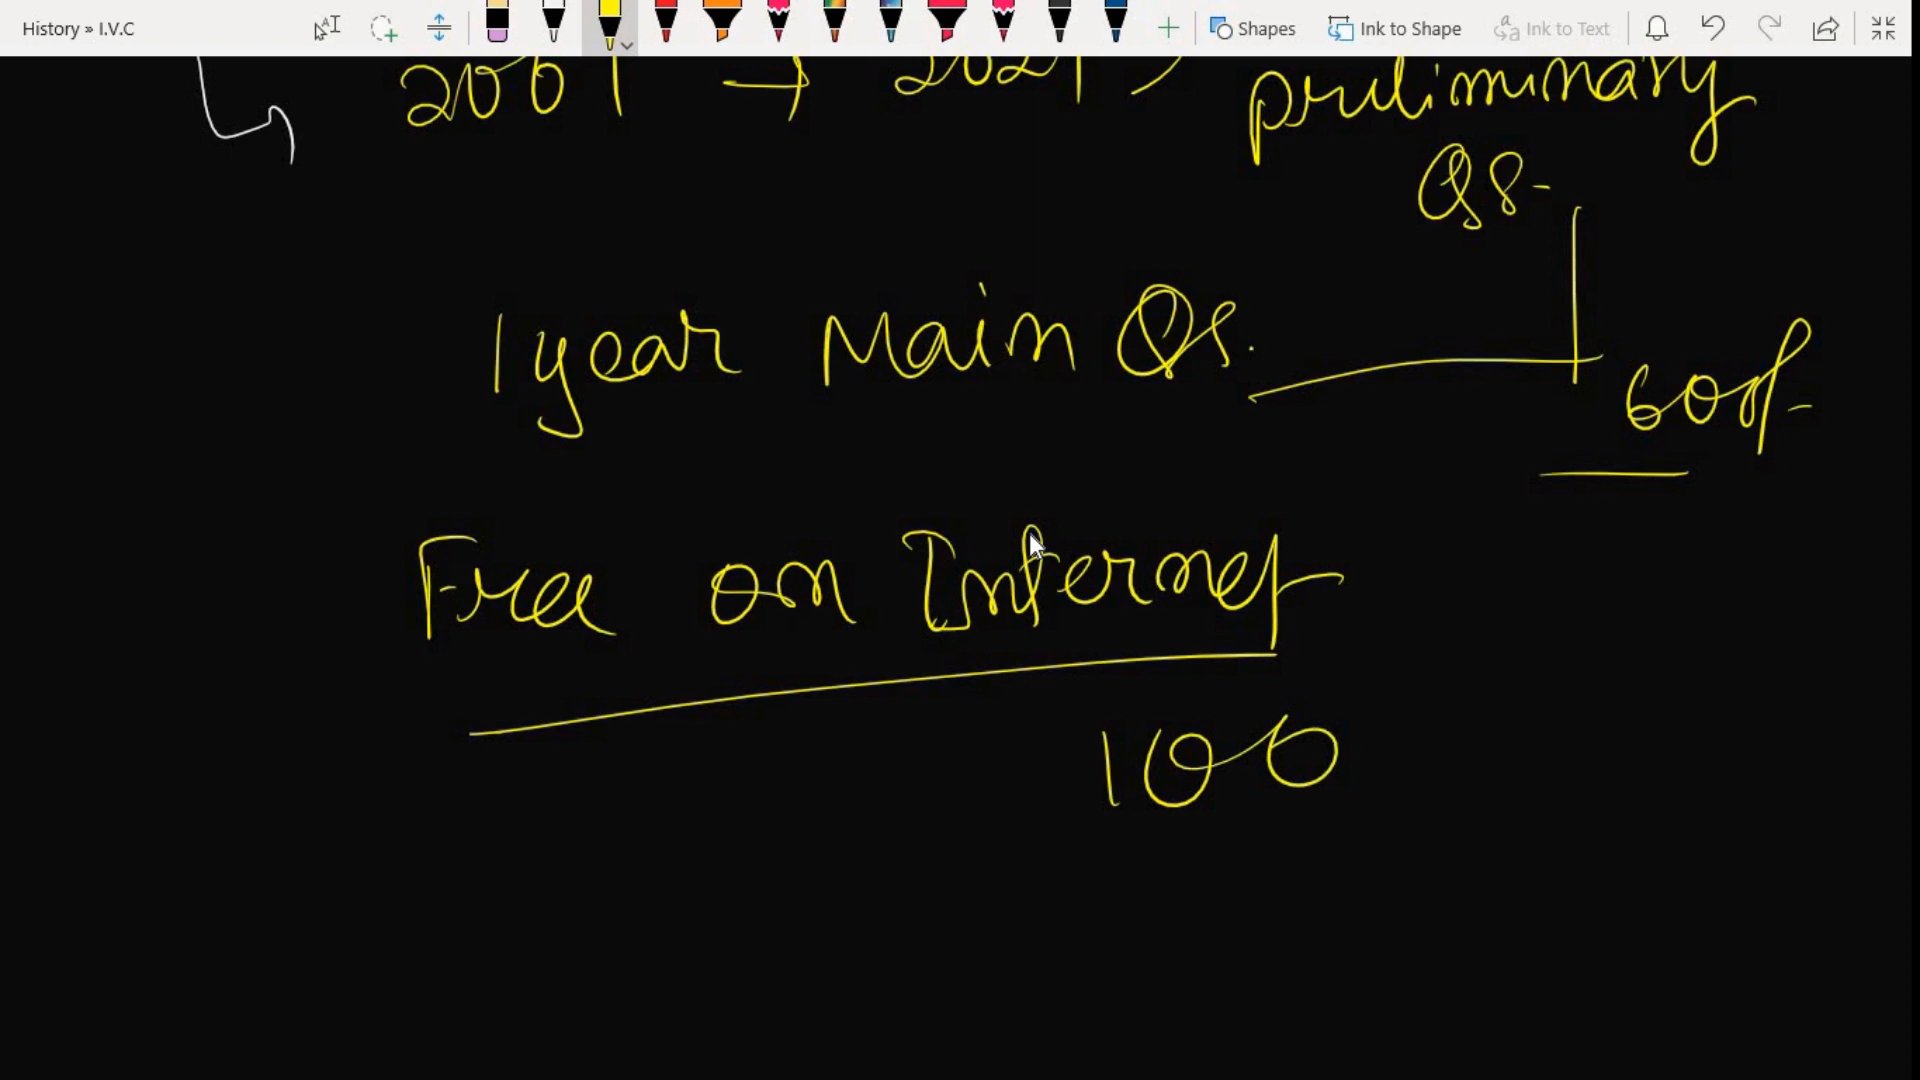 History » I.V.C
Shapes
Ink to Shape
Ink to Text
2001 → 2021, preliminary
QS-
1 year Main QS.
600/-
Free on Internet
100